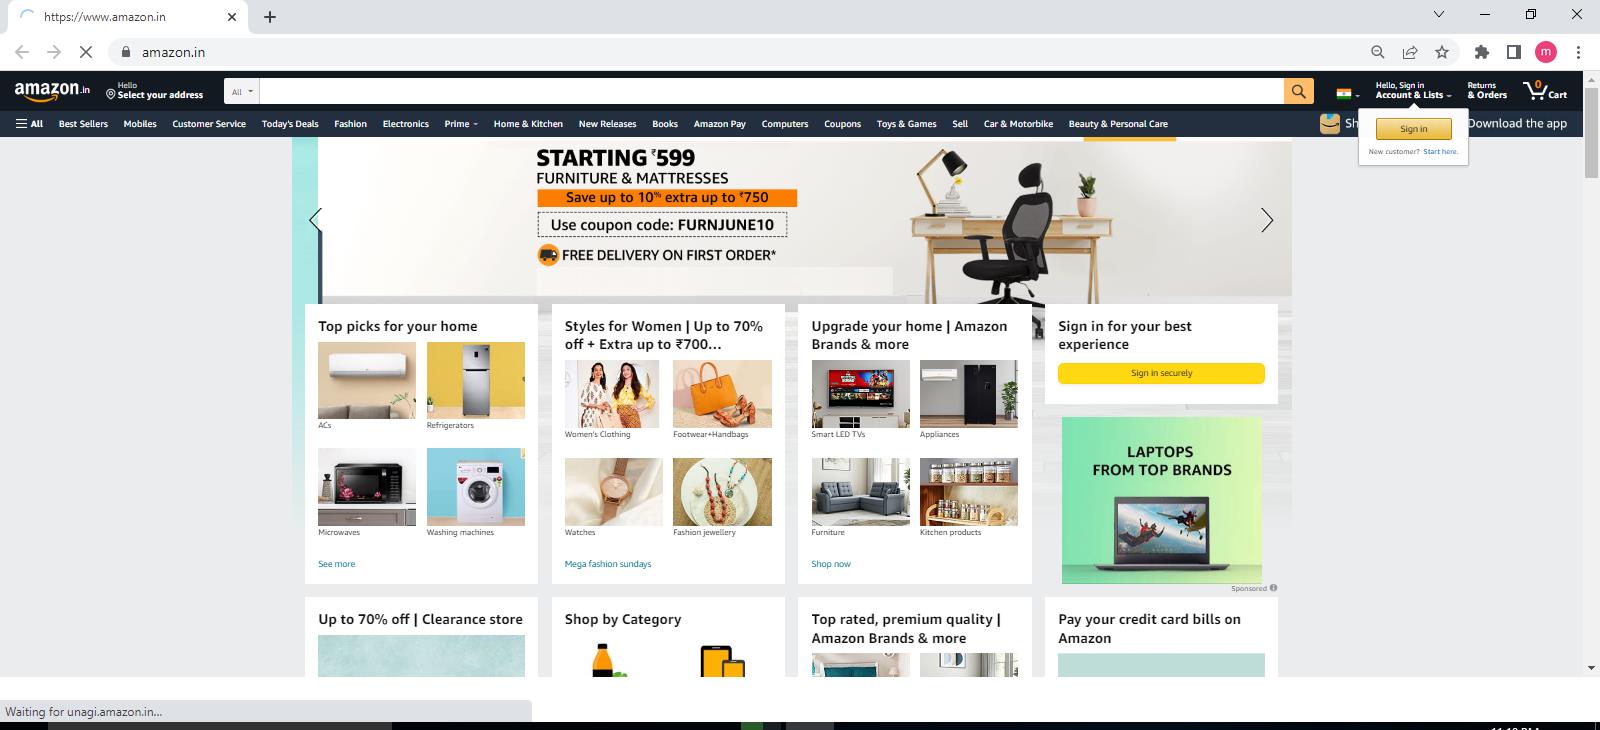 https://www.amazon.in
amazon.in
m
amazon.in
Hello
Select your address
All
Hello, Sign in
Account & Lists
Returns
& Orders
0
Cart
All
Best Sellers
Mobiles
Customer Service
Today's Deals
Fashion
Electronics
Prime
Home & Kitchen
New Releases
Books
Amazon Pay
Computers
Coupons
Toys & Games
Sell
Car & Motorbike
Beauty & Personal Care
Sh
Download the app
Sign in
New customer? Start here.
STARTING ₹599
FURNITURE & MATTRESSES
Save up to 10% extra up to ₹750
Use coupon code: FURNJUNE10
FREE DELIVERY ON FIRST ORDER*
Top picks for your home
ACs
Refrigerators
Microwaves
Washing machines
See more
Styles for Women | Up to 70%
off + Extra up to ₹700...
Women's Clothing
Footwear+Handbags
Watches
Fashion jewellery
Mega fashion sundays
Upgrade your home | Amazon
Brands & more
Smart LED TVs
Appliances
Furniture
Kitchen products
Shop now
Sign in for your best
experience
Sign in securely
LAPTOPS
FROM TOP BRANDS
Sponsored
Up to 70% off | Clearance store
Shop by Category
Top rated, premium quality |
Amazon Brands & more
Pay your credit card bills on
Amazon
Waiting for unagi.amazon.in...